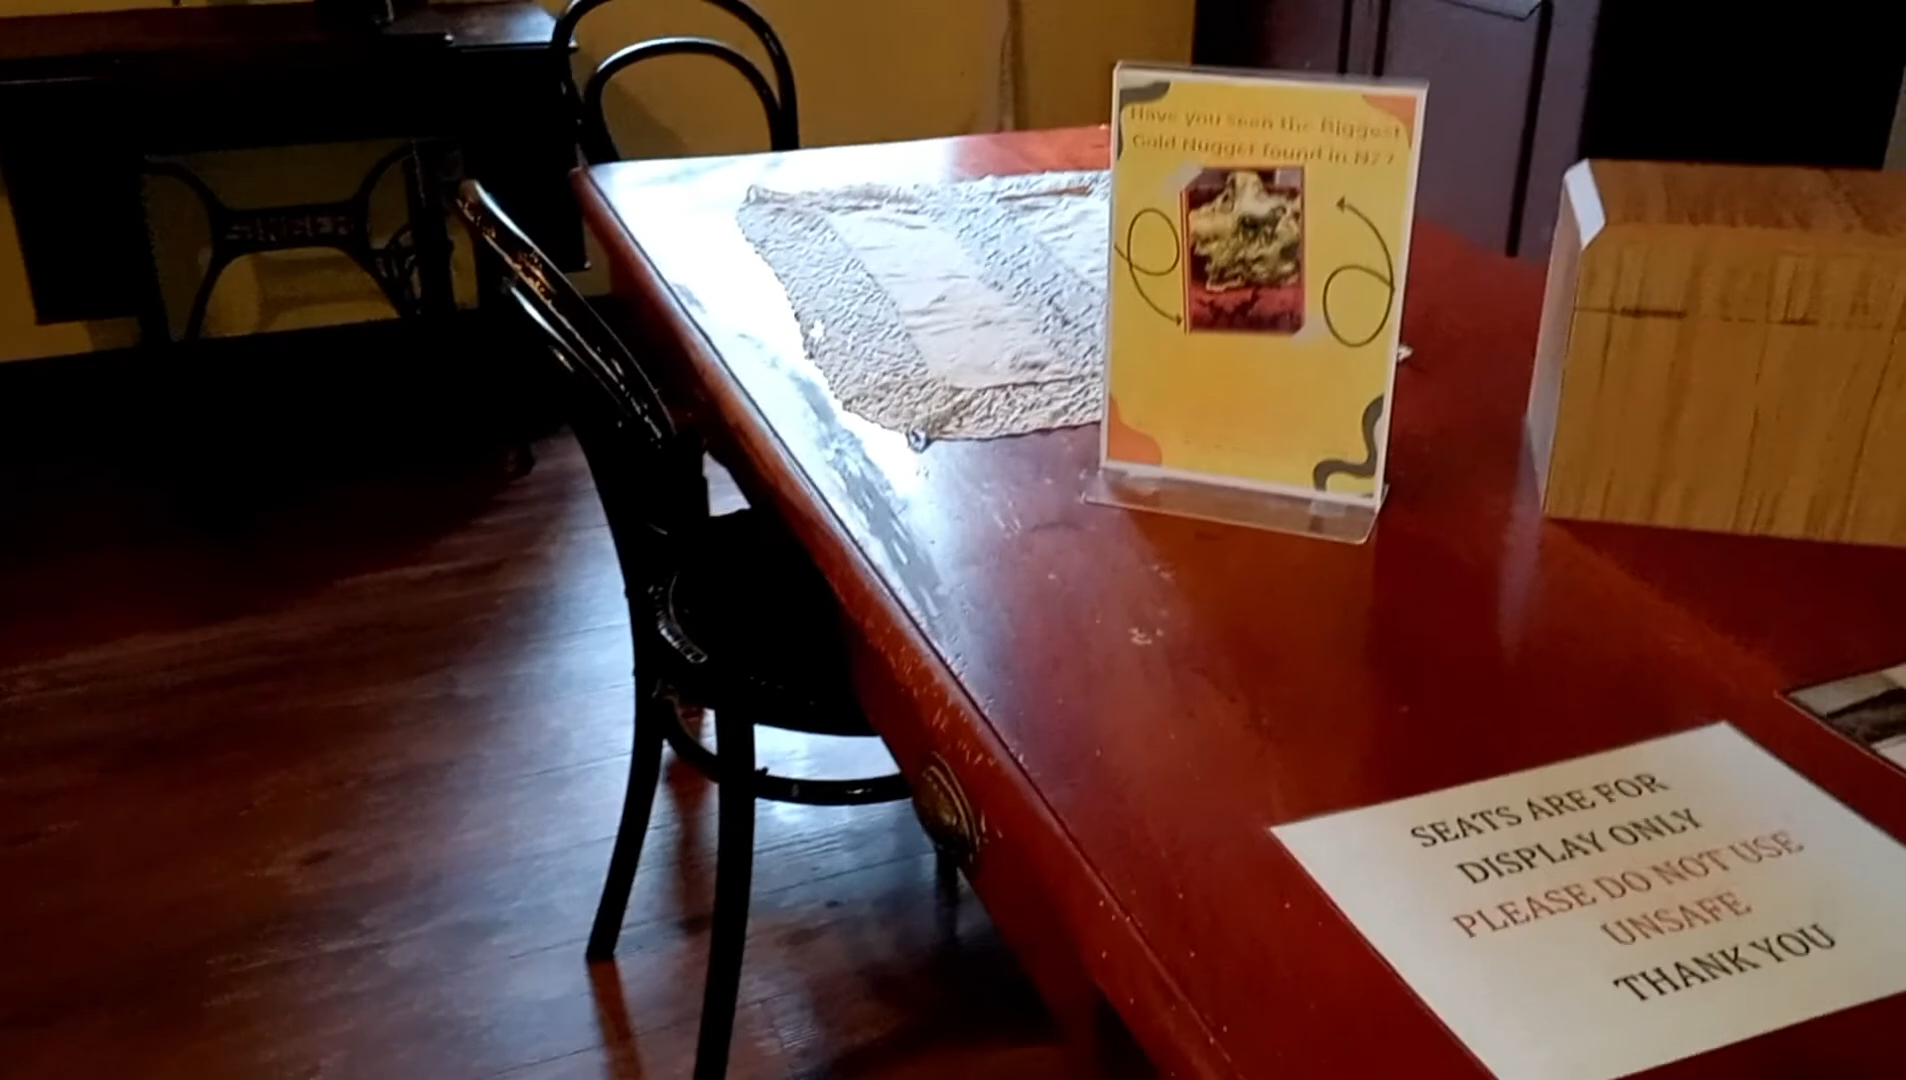 SINGER
Have you seen the Biggest
Gold Nugget found in NZ?
SEATS ARE FOR
DISPLAY ONLY
PLEASE DO NOT USE
UNSAFE
THANK YOU